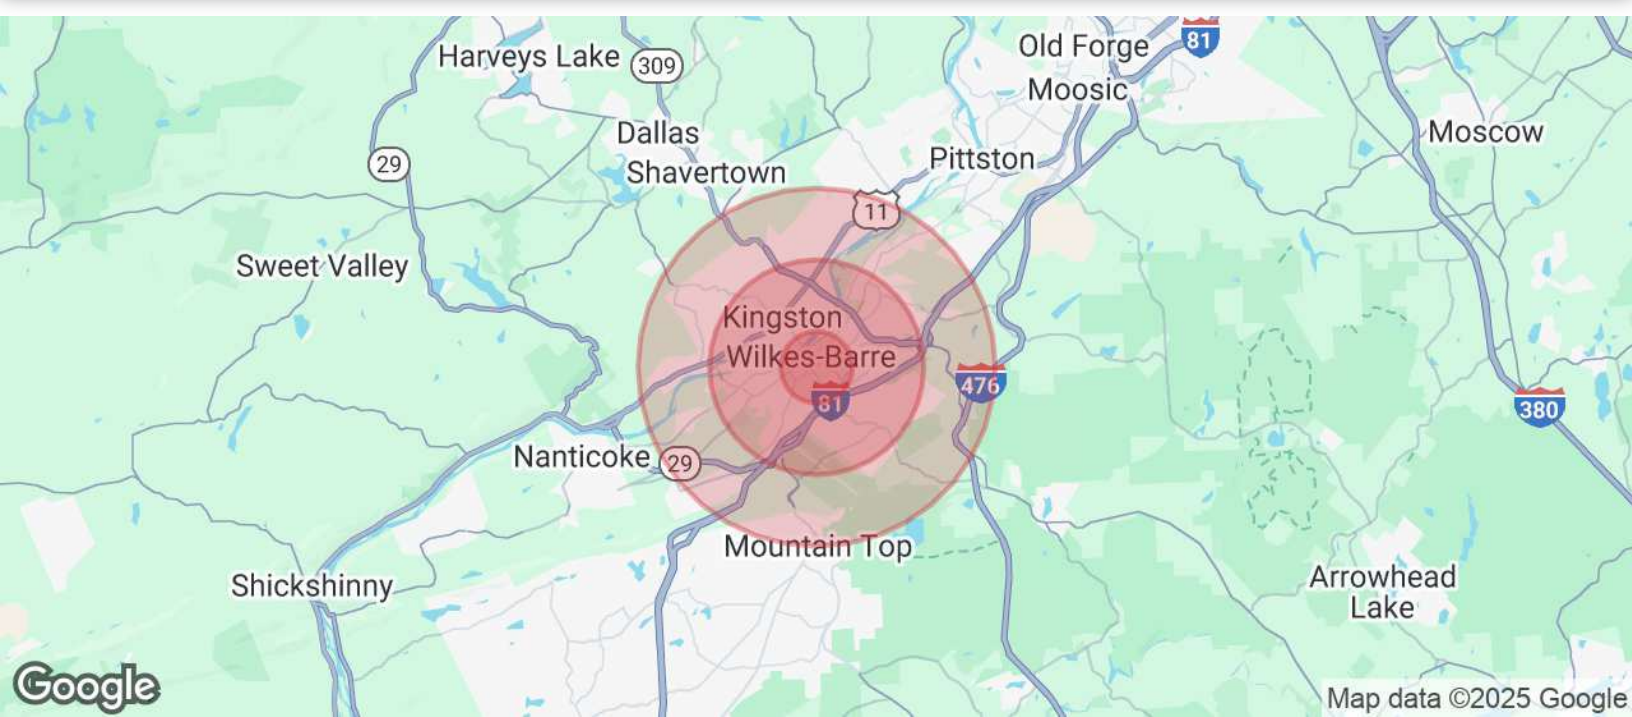 81
Old Forge
Harveys Lake
309
Moosic
Dallas
Moscow
29
Pittston
Shavertown
11
Sweet Valley
Kingston
Wilkes-Barre
476
81
380
Nanticoke
29
Mountain Top
Shickshinny
Arrowhead
Lake
Google
Map data ©2025 Google